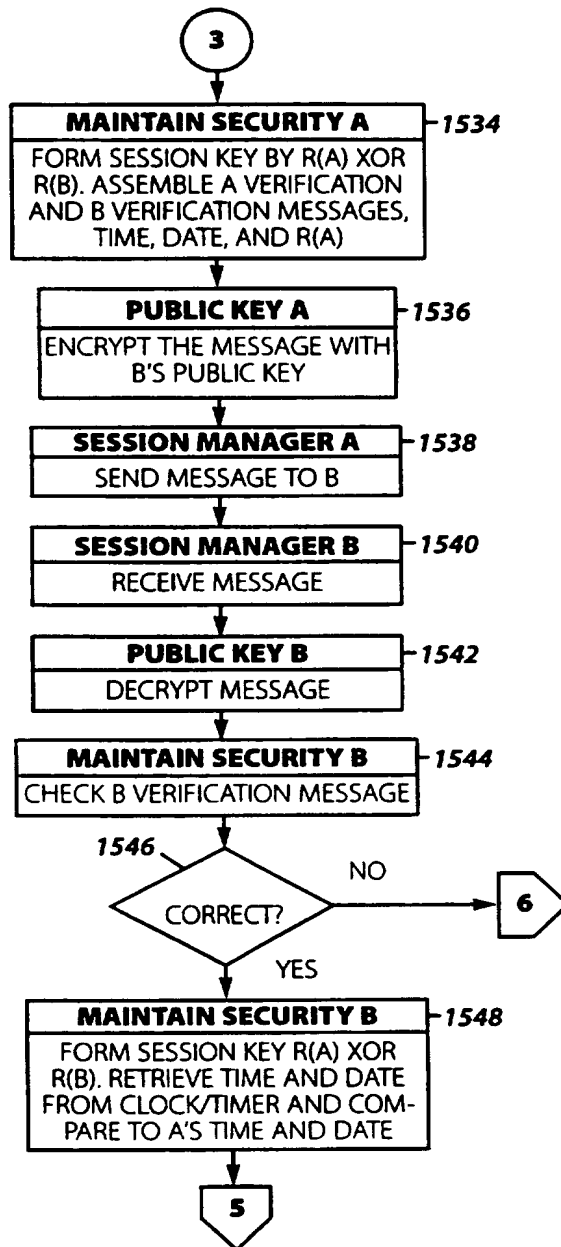 3
MAINTAIN SECURITY A
1534
FORM SESSION KEY BY R(A) XOR
R(B). ASSEMBLE A VERIFICATION
AND B VERIFICATION MESSAGES,
TIME, DATE, AND R(A)
PUBLIC KEY A
1536
ENCRYPT THE MESSAGE WITH
B'S PUBLIC KEY
SESSION MANAGER A
1538
SEND MESSAGE TO B
SESSION MANAGER B
1540
RECEIVE MESSAGE
PUBLIC KEY B
1542
DECRYPT MESSAGE
MAINTAIN SECURITY B
1544
CHECK B VERIFICATION MESSAGE
1546
CORRECT?
NO
6
YES
MAINTAIN SECURITY B
1548
FORM SESSION KEY R(A) XOR
R(B). RETRIEVE TIME AND DATE
FROM CLOCK/TIMER AND COM-
PARE TO A'S TIME AND DATE
5